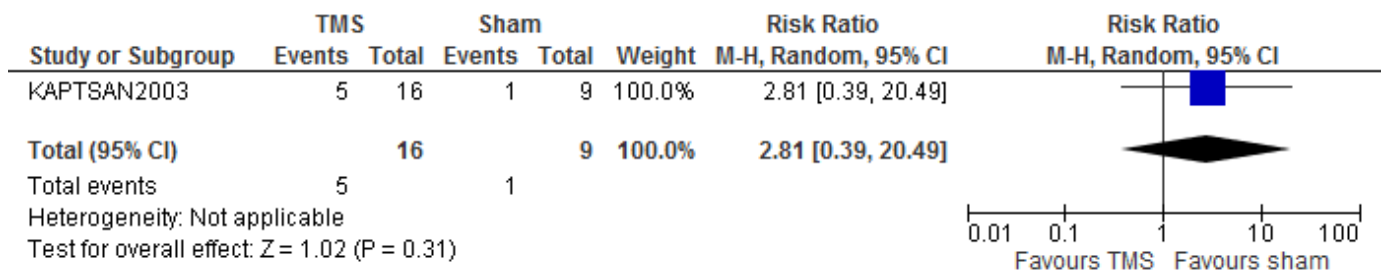 TMS Sham Risk Ratio Risk Ratio
Study or Subgroup Events Total Events Total Weight M-H, Random, 95% CI M-H, Random, 95% CI
KAPTSAN2003 5 16 1 9 100.0% 2.81 [0.39, 20.49]
Total (95% CI) 16 9 100.0% 2.81 [0.39, 20.49]
Total events 5 1
Heterogeneity: Not applicable
Test for overall effect: Z = 1.02 (P = 0.31)
0.01 0.1 1 10 100
Favours TMS Favours sham